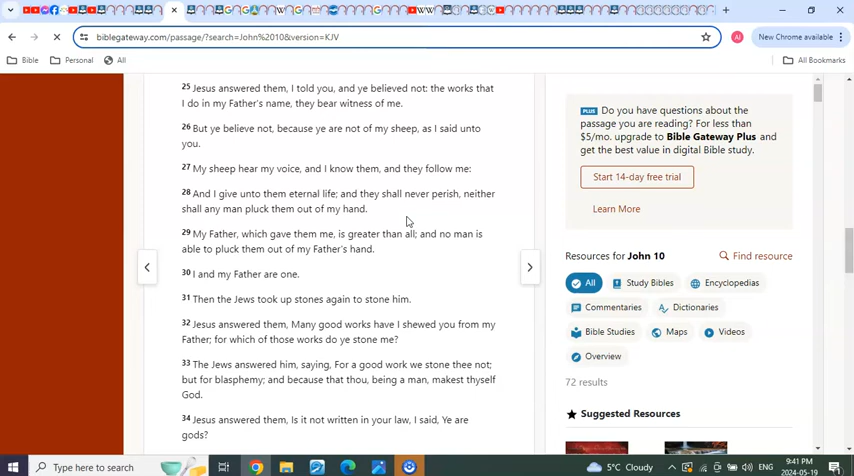 biblegateway.com/passage/?search=John%2010&version=KJV
New Chrome available
Bible
Personal
All
All Bookmarks
25 Jesus answered them, I told you, and ye believed not: the works that
I do in my Father's name, they bear witness of me.
26 But ye believe not, because ye are not of my sheep, as I said unto
you.
27 My sheep hear my voice, and I know them, and they follow me:
28 And I give unto them eternal life; and they shall never perish, neither
shall any man pluck them out of my hand.
29 My Father, which gave them me, is greater than all; and no man is
able to pluck them out of my Father's hand.
30 I and my Father are one.
31 Then the Jews took up stones again to stone him.
32 Jesus answered them, Many good works have I shewed you from my
Father; for which of those works do ye stone me?
33 The Jews answered him, saying, For a good work we stone thee not;
but for blasphemy; and because that thou, being a man, makest thyself
God.
34 Jesus answered them, Is it not written in your law, I said, Ye are
gods?
PLUS Do you have questions about the
passage you are reading? For less than
$5/mo. upgrade to Bible Gateway Plus and
get the best value in digital Bible study.
Start 14-day free trial
Learn More
Resources for John 10
Find resource
All
Study Bibles
Encyclopedias
Commentaries
Dictionaries
Bible Studies
Maps
Videos
Overview
72 results
Suggested Resources
Type here to search
5°C Cloudy
ENG
9:41 PM
2024-05-19